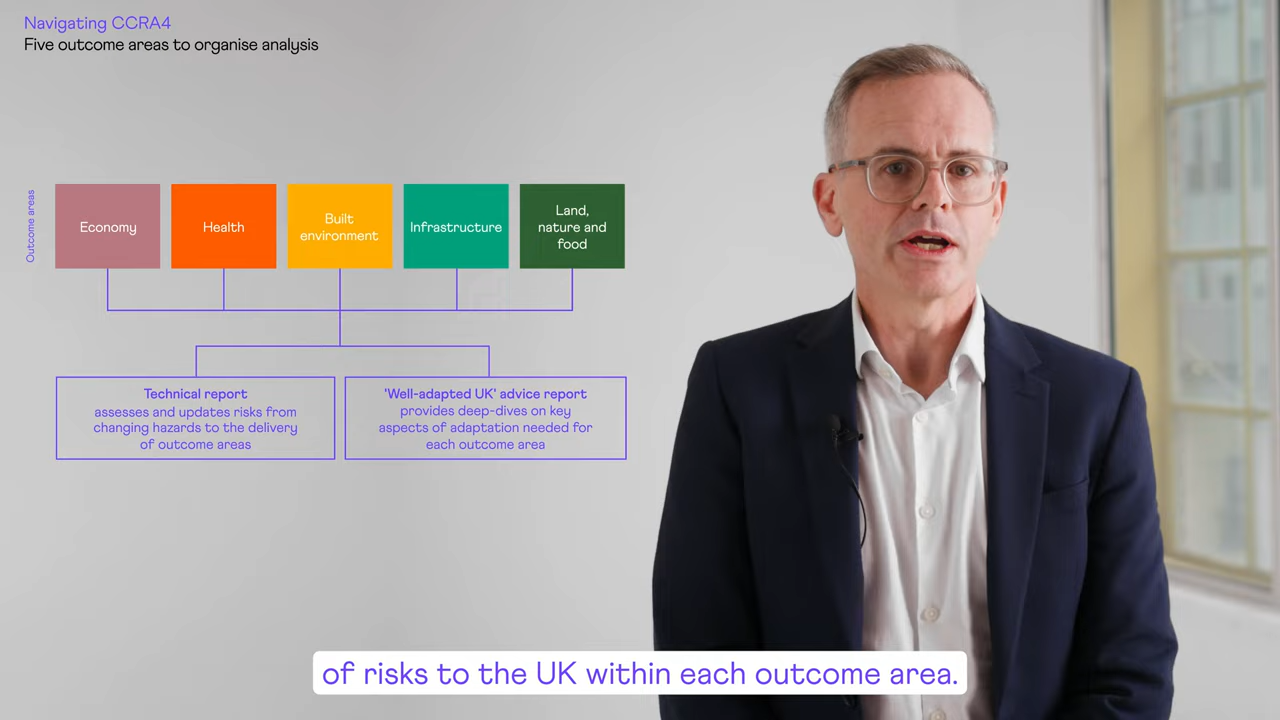 Navigating CCRA4
Five outcome areas to organise analysis
Outcome areas
Economy
Health
Built
environment
Infrastructure
Land,
nature and
food
Technical report
assesses and updates risks from
changing hazards to the delivery
of outcome areas
'Well-adapted UK' advice report
provides deep-dives on key
aspects of adaptation needed for
each outcome area
of risks to the UK within each outcome area.